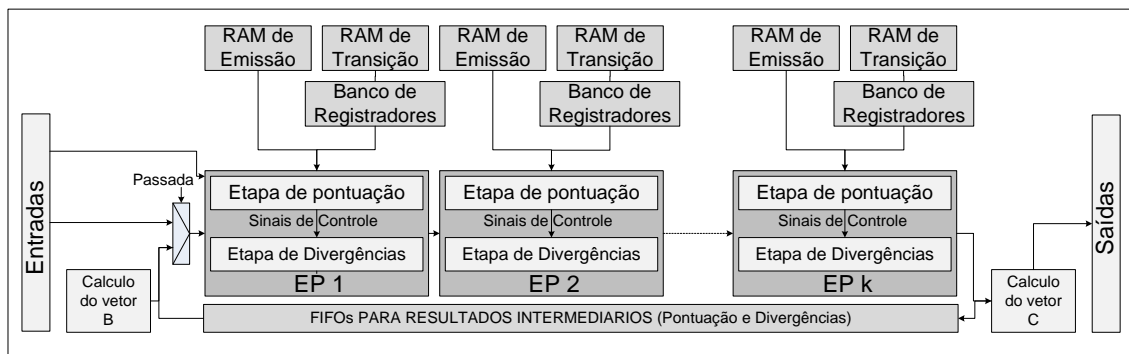 RAM de Emissão
RAM de Transição
RAM de Emissão
RAM de Transição
RAM de Emissão
RAM de Transição
Banco de Registradores
Banco de Registradores
Banco de Registradores
Entradas
Passada
Etapa de pontuação
Sinais de Controle
Etapa de Divergências
EP 1
Etapa de pontuação
Sinais de Controle
Etapa de Divergências
EP 2
Etapa de pontuação
Sinais de Controle
Etapa de Divergências
EP k
Saídas
Calculo do vetor B
FIFOs PARA RESULTADOS INTERMEDIARIOS (Pontuação e Divergências)
Calculo do vetor C